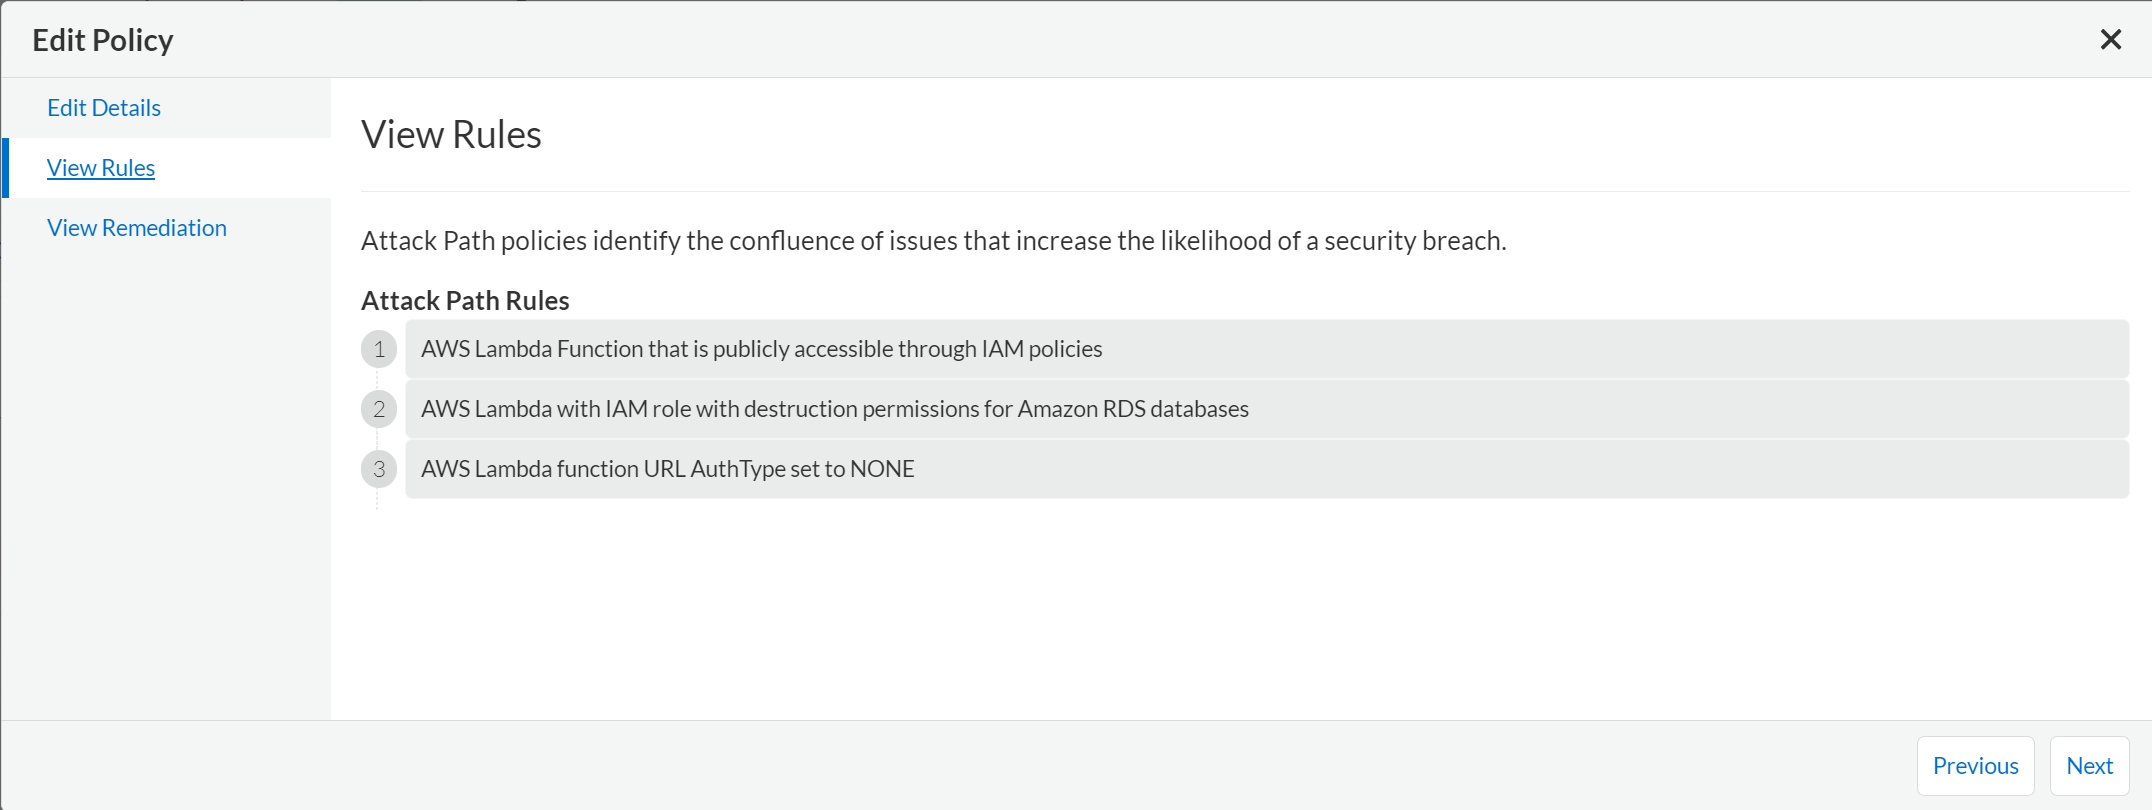 Edit Policy
Edit Details
View Rules
View Remediation
View Rules
Attack Path policies identify the confluence of issues that increase the likelihood of a security breach.
Attack Path Rules
1 AWS Lambda Function that is publicly accessible through IAM policies
2 AWS Lambda with IAM role with destruction permissions for Amazon RDS databases
3 AWS Lambda function URL AuthType set to NONE
Previous Next